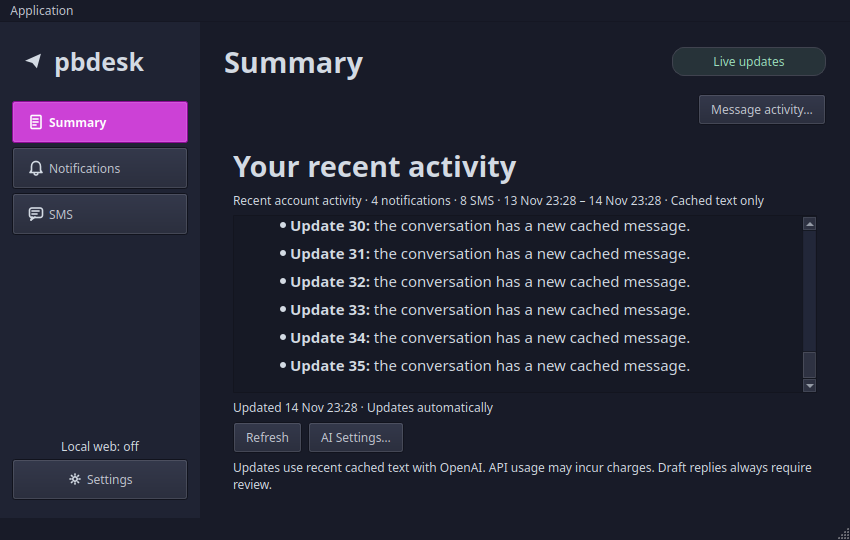 Application
pbdesk
Summary
Notifications
SMS
Local web: off
Settings
Summary
Live updates
Message activity...
Your recent activity
Recent account activity · 4 notifications · 8 SMS · 13 Nov 23:28 – 14 Nov 23:28 · Cached text only
• Update 30: the conversation has a new cached message.
• Update 31: the conversation has a new cached message.
• Update 32: the conversation has a new cached message.
• Update 33: the conversation has a new cached message.
• Update 34: the conversation has a new cached message.
• Update 35: the conversation has a new cached message.
Updated 14 Nov 23:28 · Updates automatically
Refresh
AI Settings...
Updates use recent cached text with OpenAI. API usage may incur charges. Draft replies always require
review.